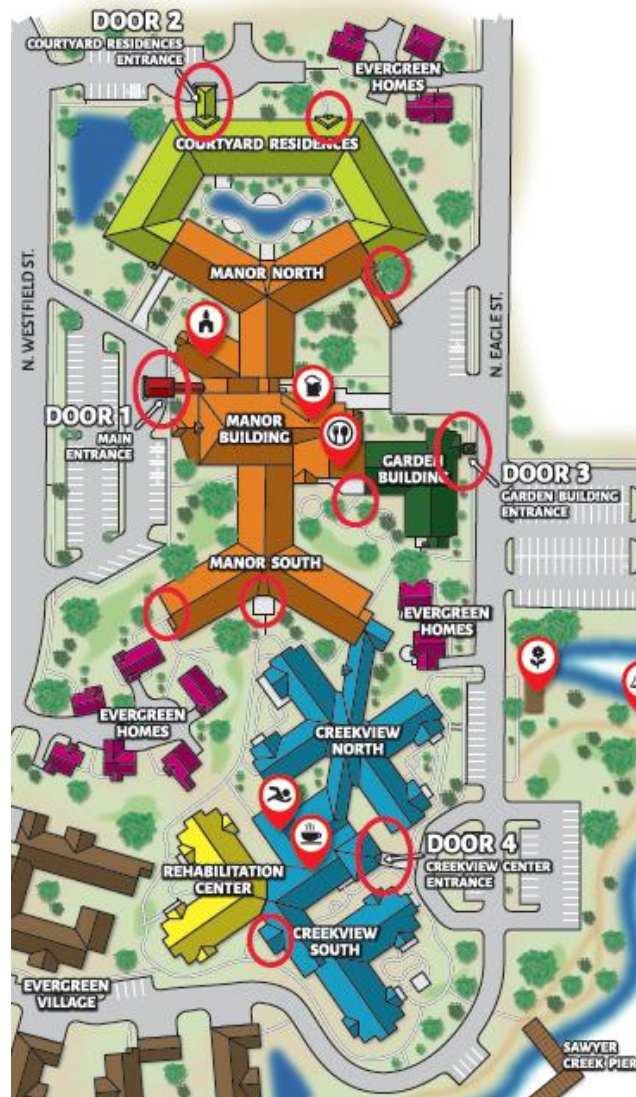 DOOR 2
COURTYARD RESIDENCES
ENTRANCE
EVERGREEN
HOMES
COURTYARD RESIDENCES
MANOR NORTH
N. WESTFIELD ST.
N. EAGLE ST.
DOOR 1
MAIN
ENTRANCE
MANOR
BUILDING
GARDEN
BUILDING
DOOR 3
GARDEN BUILDING
ENTRANCE
MANOR SOUTH
EVERGREEN
HOMES
EVERGREEN
HOMES
CREEKVIEW
NORTH
DOOR 4
CREEKVIEW CENTER
ENTRANCE
REHABILITATION
CENTER
CREEKVIEW
SOUTH
EVERGREEN
VILLAGE
SAWYER
CREEK PIER